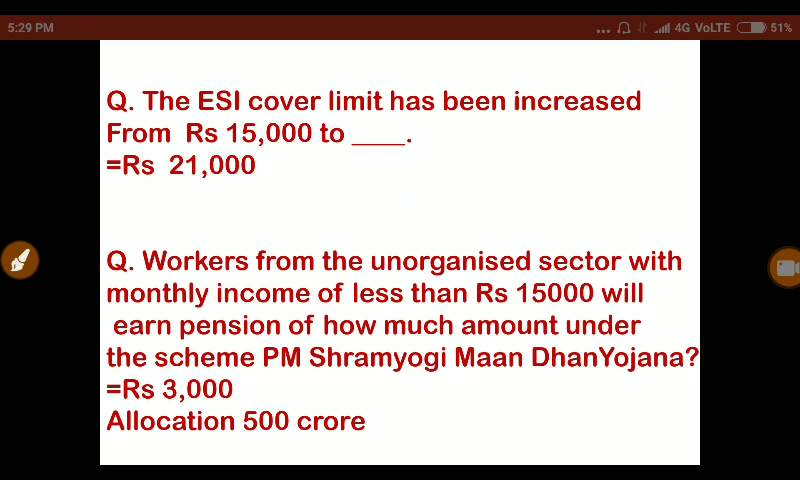 5:29 PM
... 4G VoLTE 51%
Q. The ESI cover limit has been increased
From Rs 15,000 to ____.
=Rs 21,000
Q. Workers from the unorganised sector with
monthly income of less than Rs 15000 will
earn pension of how much amount under
the scheme PM Shramyogi Maan DhanYojana?
=Rs 3,000
Allocation 500 crore